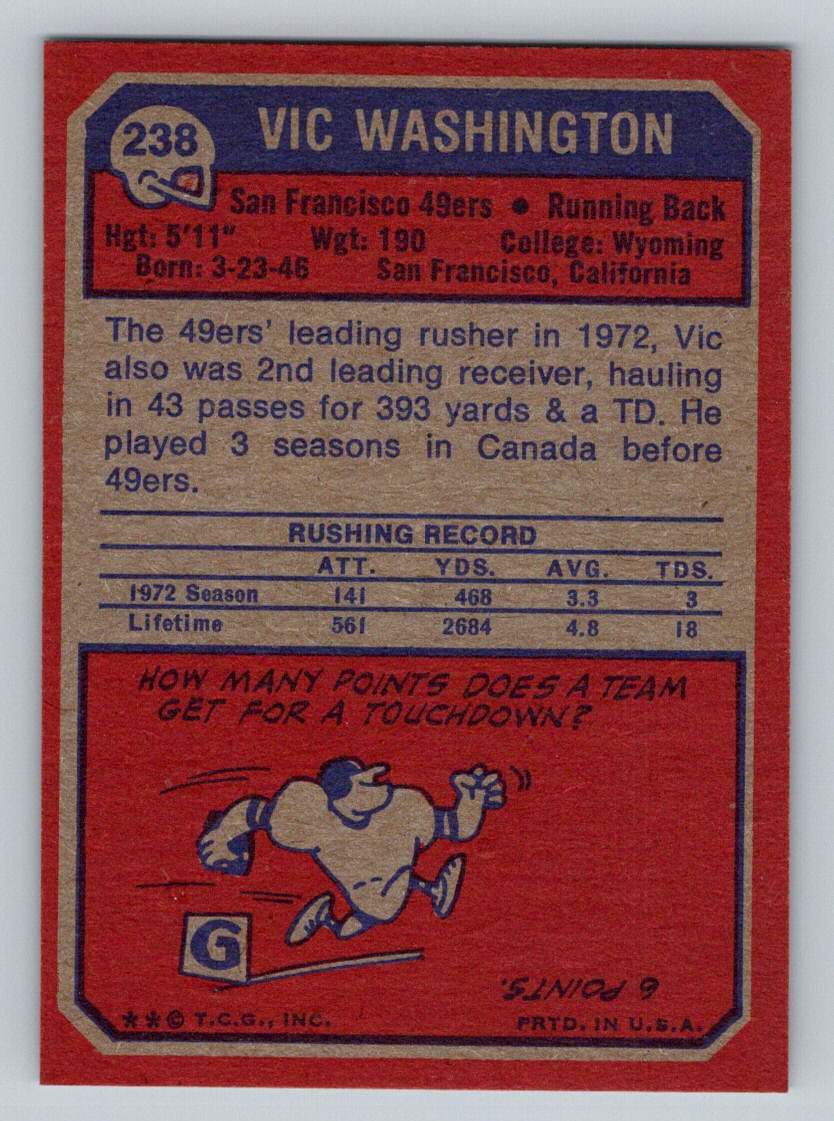 238 VIC WASHINGTON
San Francisco 49ers • Running Back
Hgt: 5'11" Wgt: 190 College: Wyoming
Born: 3-23-46 San Francisco, California
The 49ers' leading rusher in 1972, Vic
also was 2nd leading receiver, hauling
in 43 passes for 393 yards & a TD. He
played 3 seasons in Canada before
49ers.
RUSHING RECORD
ATT. YDS. AVG. TDS.
1972 Season 141 468 3.3 3
Lifetime 561 2684 4.8 18
HOW MANY POINTS DOES A TEAM
GET FOR A TOUCHDOWN?
G
6 POINTS.
**© T.C.G., INC. PRTD. IN U.S.A.